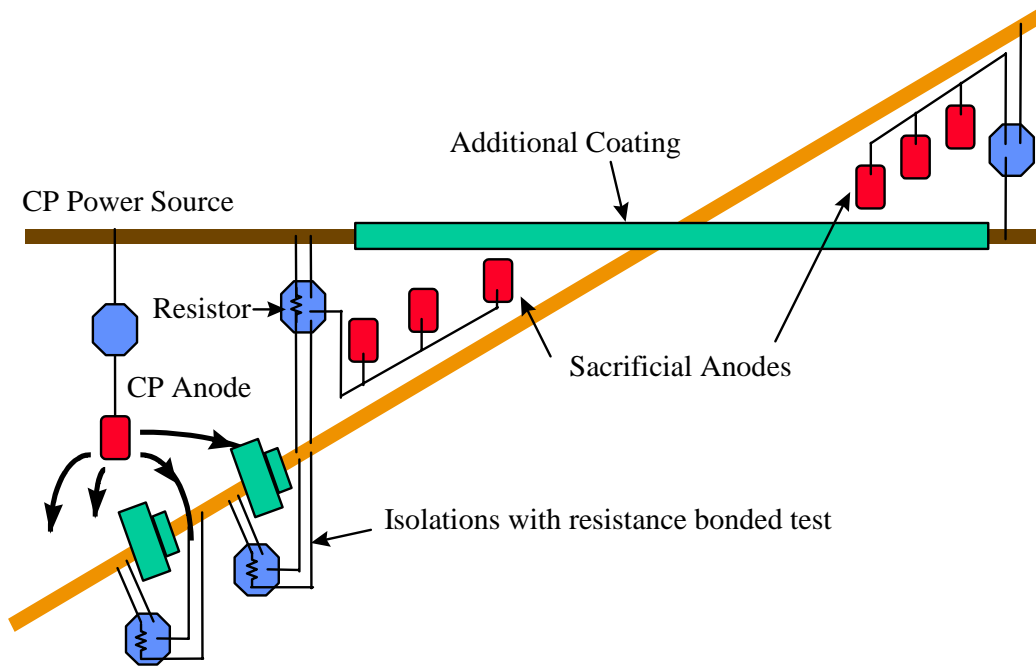 Additional Coating
CP Power Source
Resistor
Sacrificial Anodes
CP Anode
Isolations with resistance bonded test